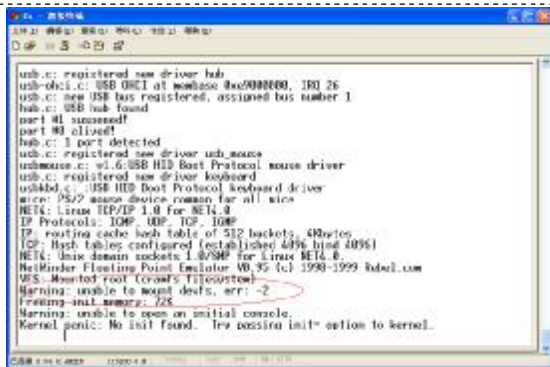 usb.c: registered new driver hub
usb-ohci.c: USB OHCI at membase 0xe9000000, IRQ 26
usb.c: new USB bus registered, assigned bus number 1
hub.c: USB hub found
port #1 suspened!
port #0 alived!
hub.c: 1 port detected
usb.c: registered new driver usb_mouse
usbmouse.c: v1.6:USB HID Boot Protocol mouse driver
usb.c: registered new driver keyboard
usbkbd.c: :USB HID Boot Protocol keyboard driver
mice: PS/2 mouse device common for all mice
NET4: Linux TCP/IP 1.0 for NET4.0
IP Protocols: ICMP, UDP, TCP, IGMP
IP: routing cache hash table of 512 buckets, 4Kbytes
TCP: Hash tables configured (established 4096 bind 4096)
NET4: Unix domain sockets 1.0/SMP for Linux NET4.0.
NetWinder Floating Point Emulator V0.95 (c) 1998-1999 Rebel.com
VFS: Mounted root (cramfs filesystem)
Warning: unable to mount devfs, err: -2
Freeing init memory: 72K
Warning: unable to open an initial console.
Kernel panic: No init found. Try passing init= option to kernel.